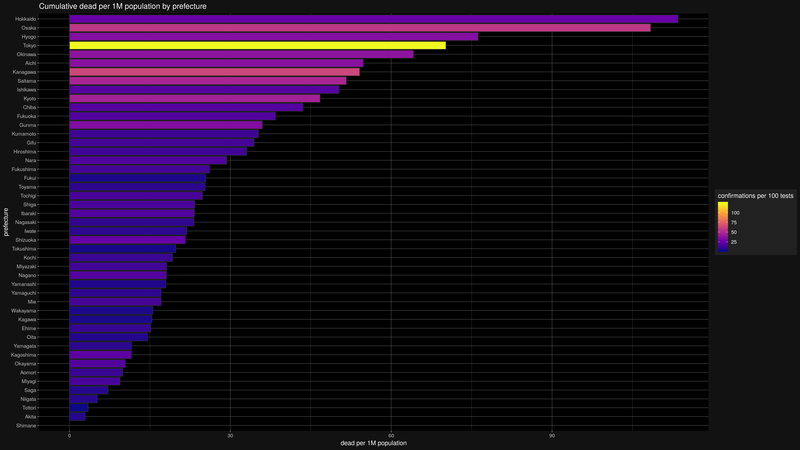 Cumulative dead per 1M population by prefecture
Hokkaido
Osaka
Hyogo
Tokyo
Okinawa
Aichi
Kanagawa
Saitama
Ishikawa
Kyoto
Chiba
Fukuoka
Gunma
Kumamoto
Gifu
Hiroshima
Nara
Fukushima
Fukui
Toyama
Tochigi
Shiga
Ibaraki
Nagasaki
Iwate
Shizuoka
Tokushima
Kochi
Miyazaki
Nagano
Yamanashi
Yamaguchi
Mie
Wakayama
Kagawa
Ehime
Oita
Yamagata
Kagoshima
Okayama
Aomori
Miyagi
Saga
Niigata
Tottori
Akita
Shimane
prefecture
0
30
60
90
dead per 1M population
confirmations per 100 tests
100
75
50
25